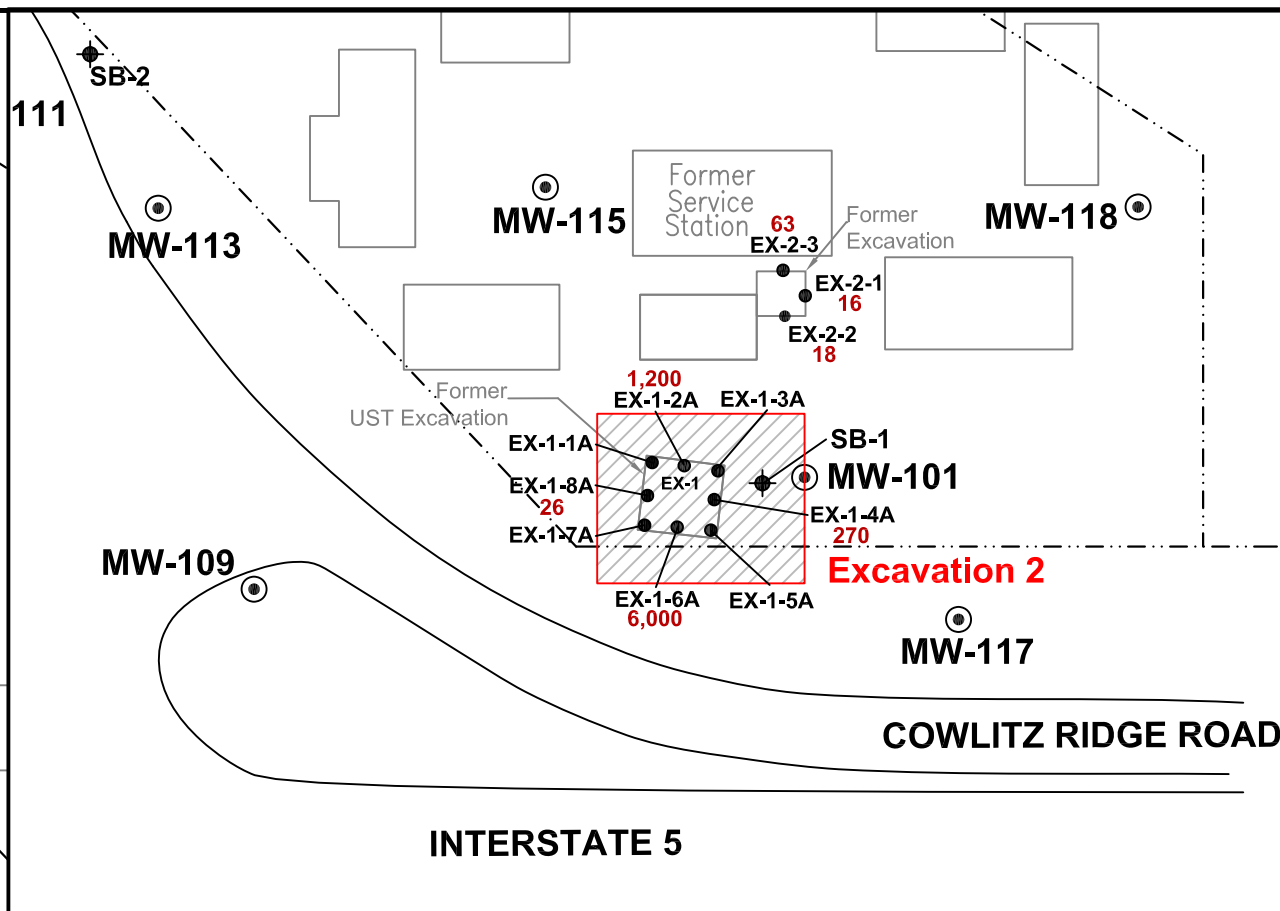 SB-2
111
MW-113
MW-115
Former
Service
Station
63
EX-2-3
Former
Excavation
MW-118
EX-2-1
16
EX-2-2
18
Former
UST Excavation
1,200
EX-1-2A
EX-1-3A
EX-1-1A
SB-1
EX-1
MW-101
EX-1-8A
26
EX-1-4A
270
EX-1-7A
Excavation 2
MW-109
EX-1-6A
6,000
EX-1-5A
MW-117
COWLITZ RIDGE ROAD
INTERSTATE 5